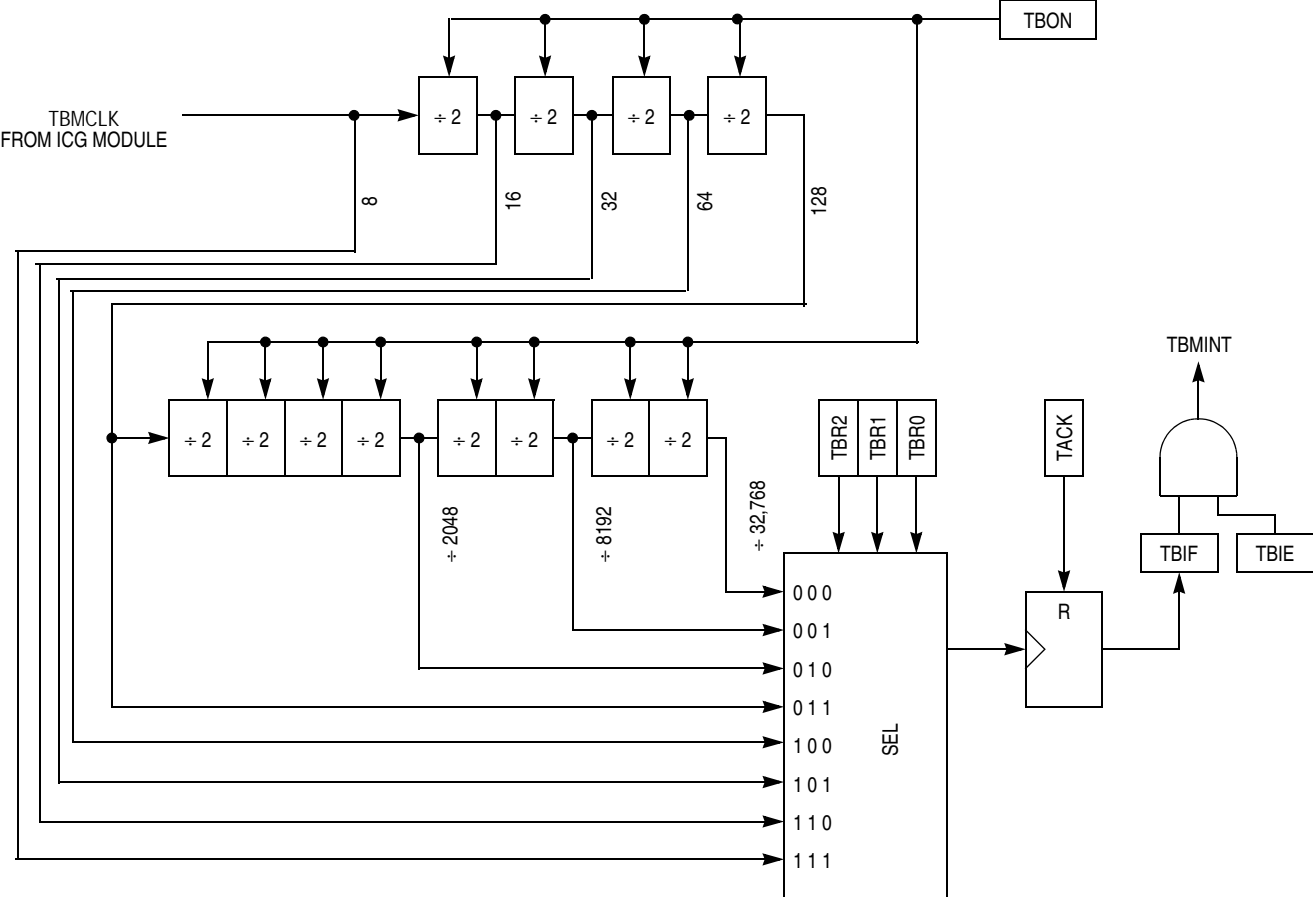 TBON
÷ 2
÷ 2
÷ 2
÷ 2
TBMCLK
FROM ICG MODULE
8
16
32
64
128
TBMINT
÷ 2
÷ 2
÷ 2
÷ 2
÷ 2
÷ 2
÷ 2
÷ 2
TBR2
TBR1
TBR0
TACK
÷ 2048
÷ 8192
÷ 32,768
TBIF
TBIE
0 0 0
R
0 0 1
0 1 0
0 1 1
SEL
1 0 0
1 0 1
1 1 0
1 1 1